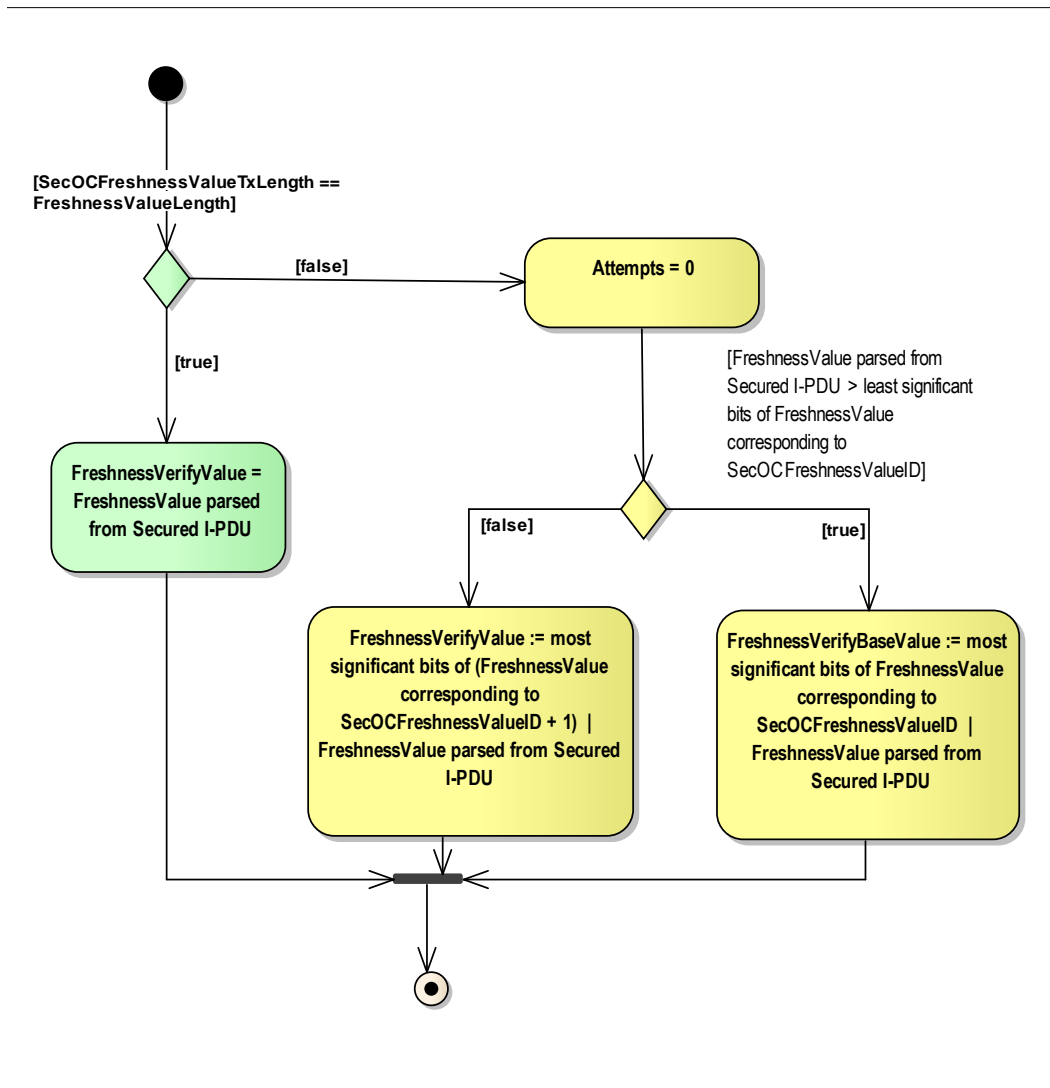 [SecOCFreshnessValueTxLength ==
FreshnessValueLength]
[false]
Attempts = 0
[true]
[FreshnessValue parsed from
Secured I-PDU > least significant
bits of FreshnessValue
corresponding to
SecOCFreshnessValueID]
FreshnessVerifyValue =
FreshnessValue parsed
from Secured I-PDU
[false]
[true]
FreshnessVerifyValue := most
significant bits of (FreshnessValue
corresponding to
SecOCFreshnessValueID + 1) |
FreshnessValue parsed from Secured
I-PDU
FreshnessVerifyBaseValue := most
significant bits of FreshnessValue
corresponding to
SecOCFreshnessValueID |
FreshnessValue parsed from
Secured I-PDU